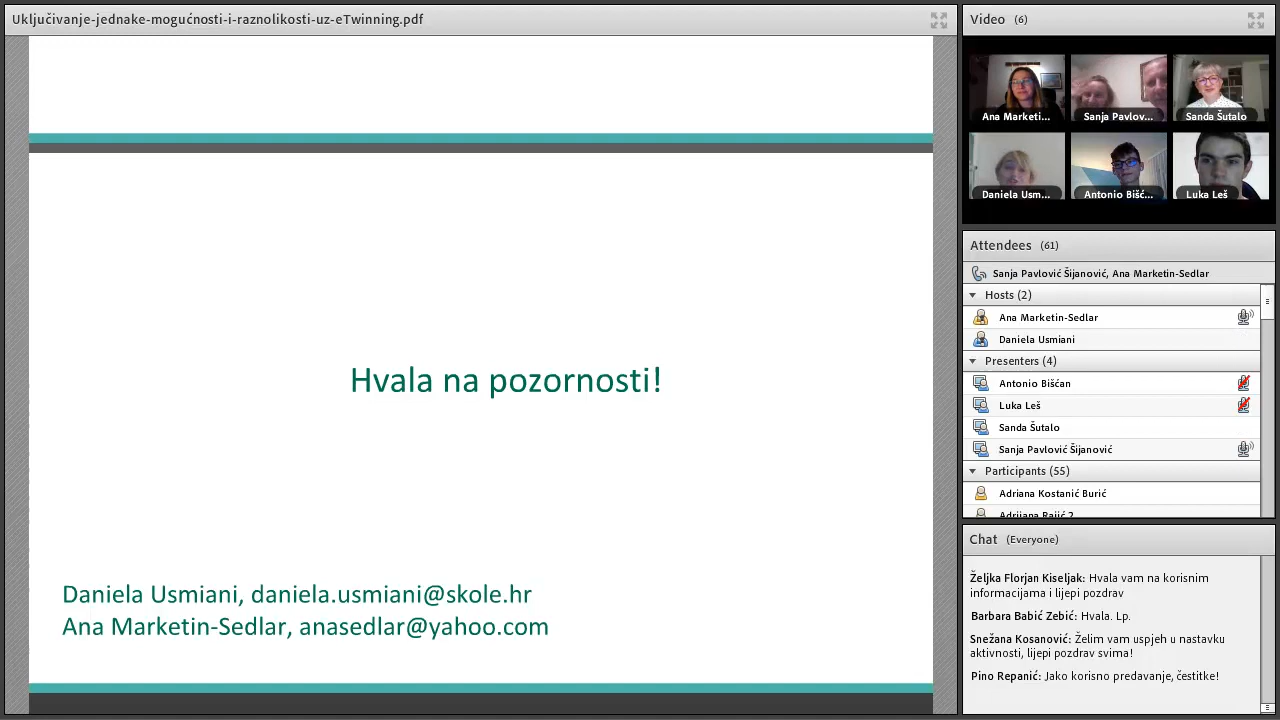 Uključivanje-jednake-mogućnosti-i-raznolikosti-uz-eTwinning.pdf
Hvala na pozornosti!
Daniela Usmiani, daniela.usmiani@skole.hr
Ana Marketin-Sedlar, anasedlar@yahoo.com
Video (6)
Ana Marketi...
Sanja Pavlov...
Sanda Šutalo
Daniela Usm...
Antonio Bišć...
Luka Leš
Attendees (61)
Sanja Pavlović Šijanović, Ana Marketin-Sedlar
Hosts (2)
Ana Marketin-Sedlar
Daniela Usmiani
Presenters (4)
Antonio Bišćan
Luka Leš
Sanda Šutalo
Sanja Pavlović Šijanović
Participants (55)
Adriana Kostanić Burić
Adrijana Rajić 2
Chat (Everyone)
Željka Florjan Kiseljak: Hvala vam na korisnim
informacijama i lijepi pozdrav
Barbara Babić Zebić: Hvala. Lp.
Snežana Kosanović: Želim vam uspjeh u nastavku
aktivnosti, lijepi pozdrav svima!
Pino Repanić: Jako korisno predavanje, čestitke!